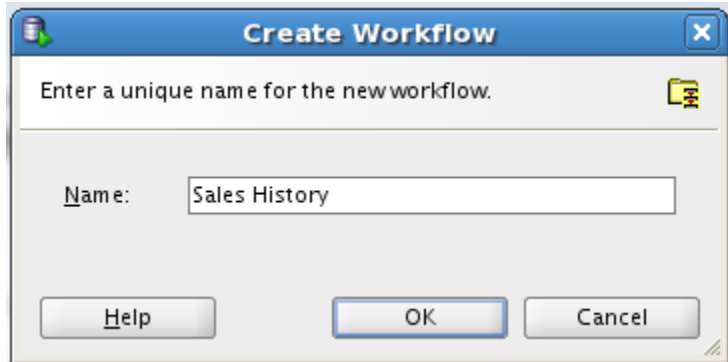 Create Workflow
Enter a unique name for the new workflow.
Name: Sales History
Help OK Cancel